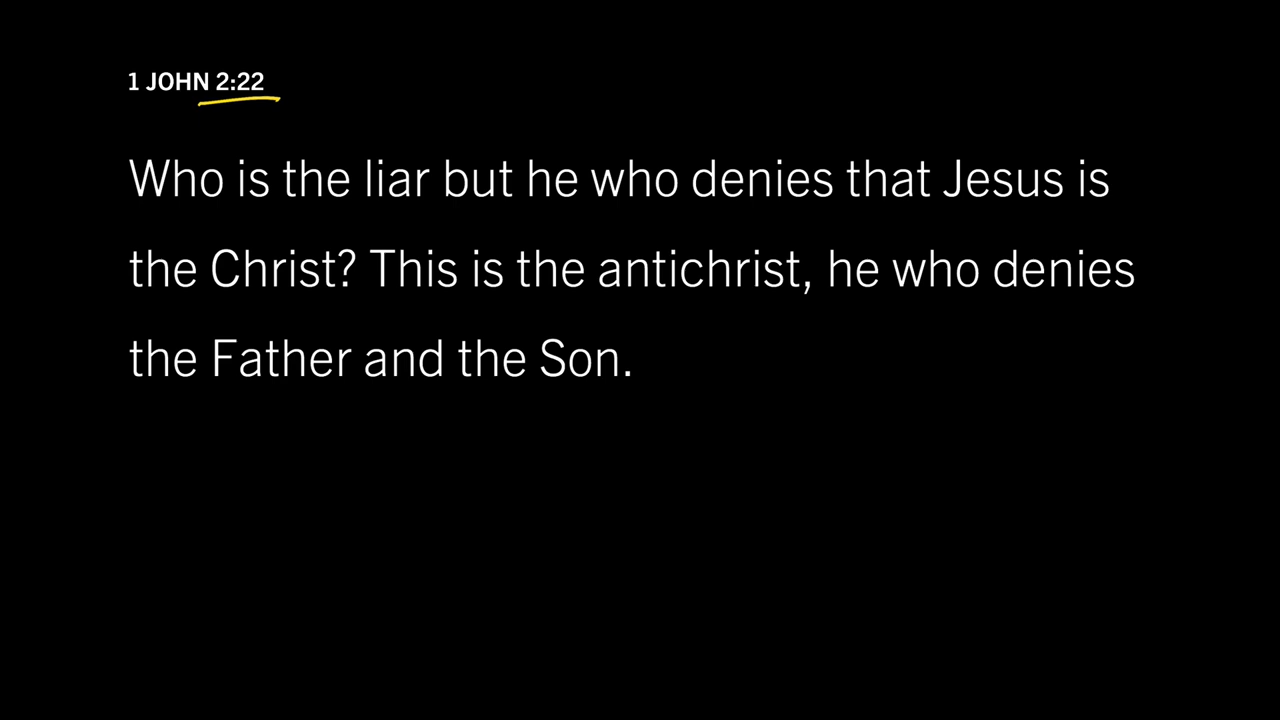 1 JOHN 2:22
Who is the liar but he who denies that Jesus is
the Christ? This is the antichrist, he who denies
the Father and the Son.